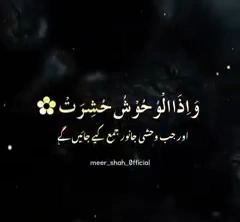 وَاِذَا الْوُحُوْشُ حُشِرَتْ
اور جب وحشی جانور جمع کیے جائیں گے
meer_shah_0fficial